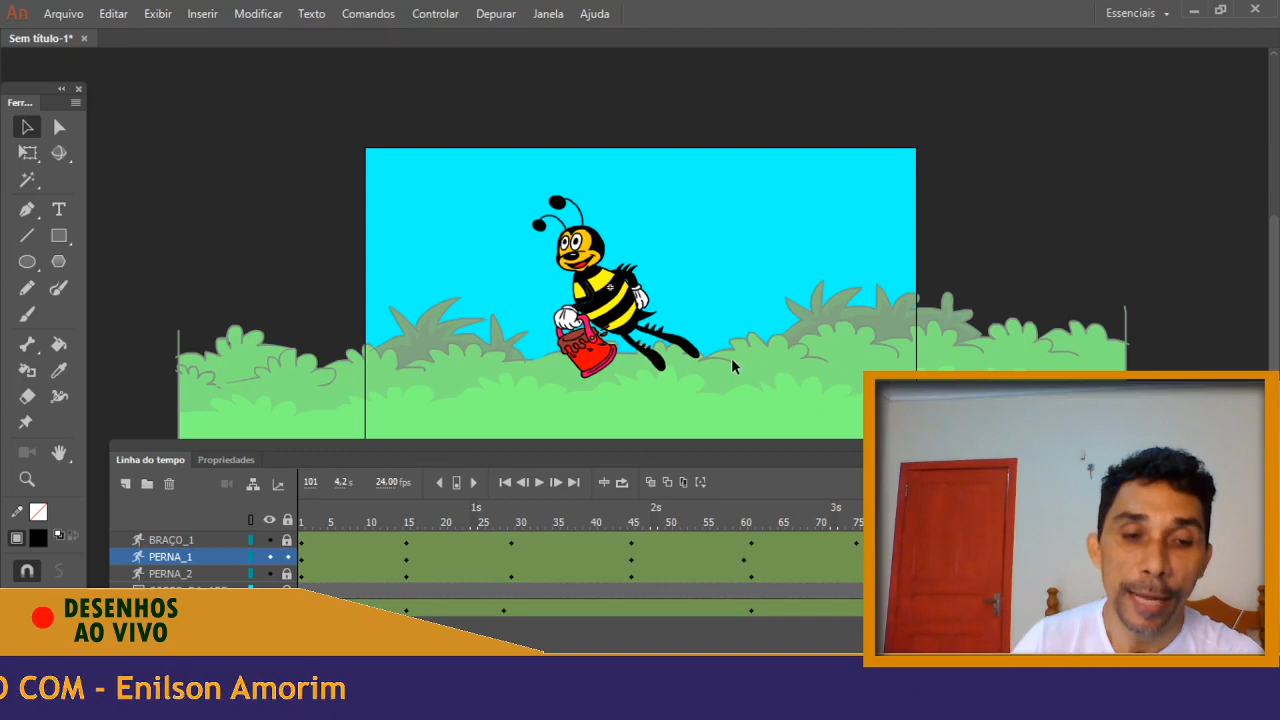 An Arquivo Editar Exibir Inserir Modificar Texto Comandos Controlar Depurar Janela Ajuda Essenciais
Sem título-1*
Ferr...
T
Linha do tempo Propriedades
101 4,2 s 24,00 fps
1s 2s 3s
1 5 10 15 20 25 30 35 40 45 50 55 60 65 70 75
BRAÇO_1
PERNA_1
PERNA_2
DESENHOS
AO VIVO
O COM - Enilson Amorim